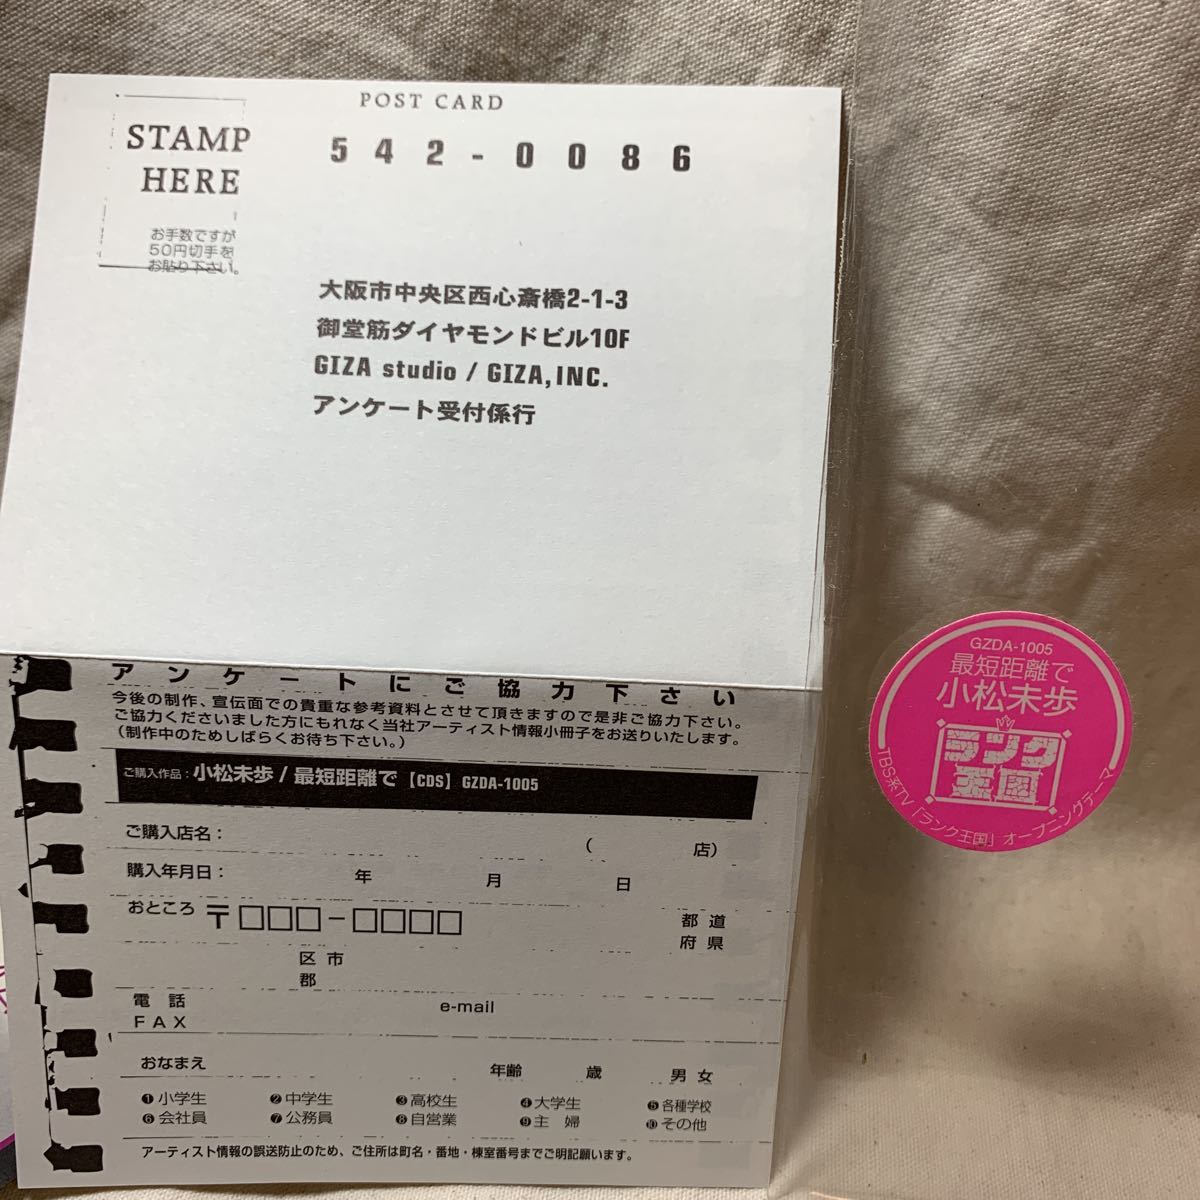 POST CARD
STAMP
HERE
お手数ですが
50円切手を
お貼り下さい。
542-0086
大阪市中央区西心斎橋2-1-3
御堂筋ダイヤモンドビル10F
GIZA studio / GIZA,INC.
アンケート受付係行
アンケートにご協力下さい
今後の制作、宣伝面での貴重な参考資料とさせて頂きますので是非ご協力下さい。
ご協力くださいました方にもれなく当社アーティスト情報小冊子をお送りいたします。
(制作中のためしばらくお待ち下さい。)
ご購入作品：小松未歩 / 最短距離で【CDS】GZDA-1005
ご購入店名： ( 店)
購入年月日： 年 月 日
おところ 〒□□□-□□□□ 都道
府県
区市
郡
電話 e-mail
FAX
おなまえ 年齢 歳 男 女
❶小学生 ❷中学生 ❸高校生 ❹大学生 ❺各種学校
❻会社員 ❼公務員 ❽自営業 ❾主婦 ❿その他
アーティスト情報の誤送防止のため、ご住所は町名・番地・棟室番号までご明記願います。
GZDA-1005
最短距離で
小松未歩
ランク
王国
TBS系TV「ランク王国」オープニングテーマ